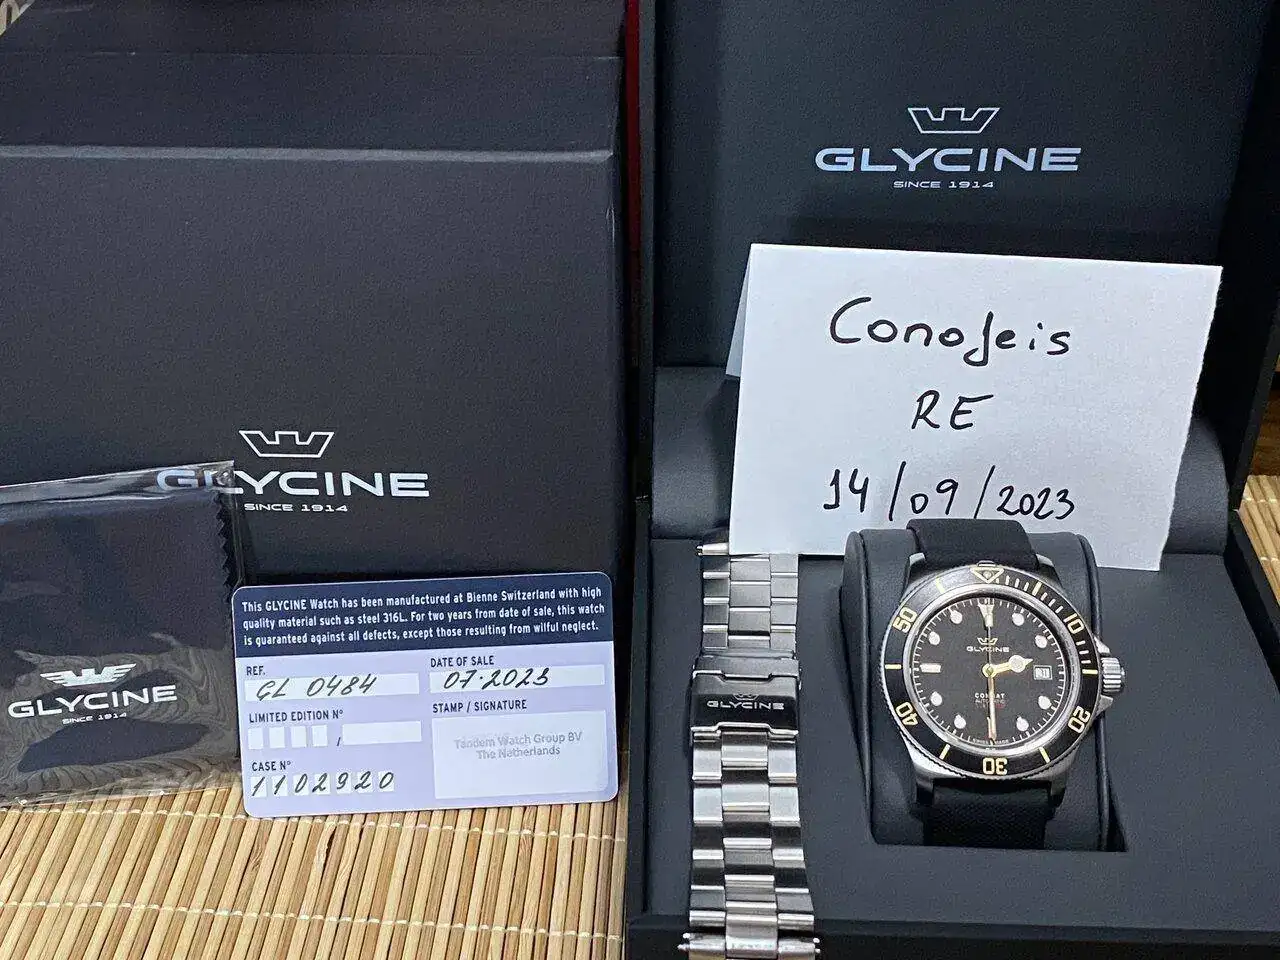 GLYCINE
SINCE 1914
GLYCINE
SINCE 1914
GLYCINE
SINCE 1914
This GLYCINE Watch has been manufactured at Bienne Switzerland with high
quality material such as steel 316L. For two years from date of sale, this watch
is guaranteed against all defects, except those resulting from wilful neglect.
REF.
GL 0484
DATE OF SALE
07.2023
LIMITED EDITION Nº
/
STAMP / SIGNATURE
Tandem Watch Group BV
The Netherlands
CASE Nº
1102920
Conofeis
RE
14/09/2023
GLYCINE
50
10
20
30
40
GLYCINE
COMBAT
31